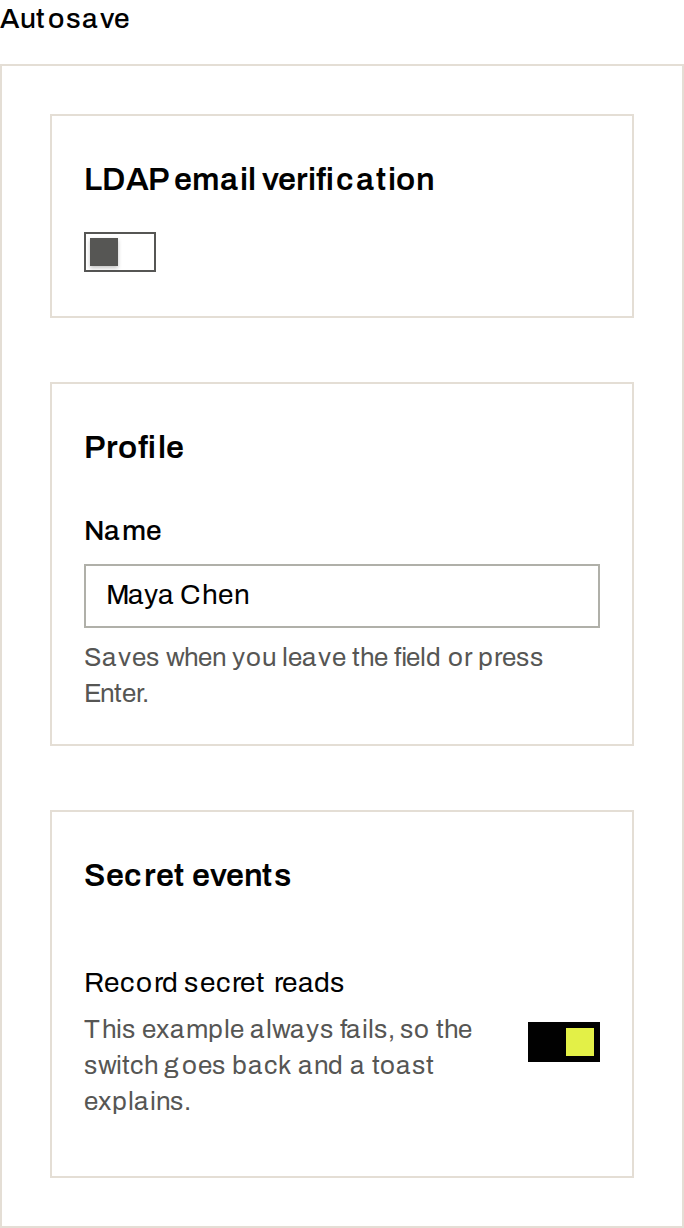 Autosave
LDAP email verification
Profile
Name
Maya Chen
Saves when you leave the field or press
Enter.
Secret events
Record secret reads
This example always fails, so the
switch goes back and a toast
explains.